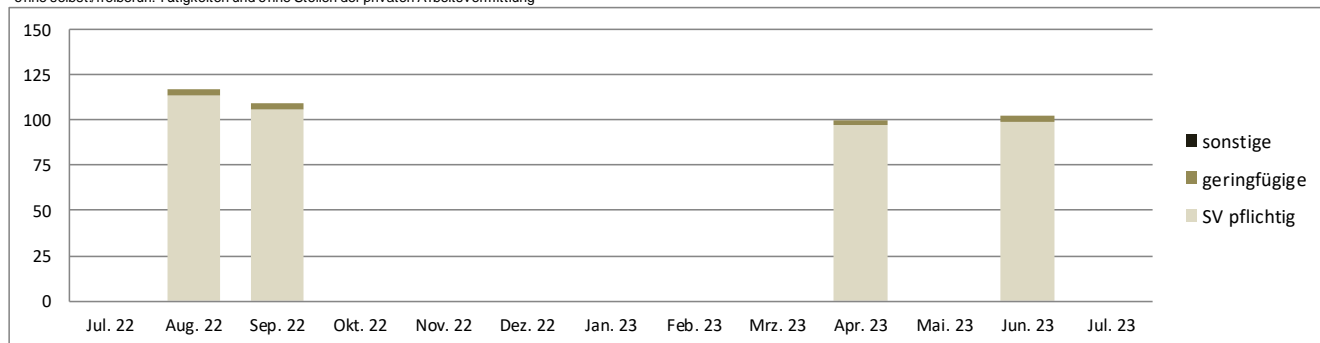 150
125
100
75
50
25
0
Jul. 22 Aug. 22 Sep. 22 Okt. 22 Nov. 22 Dez. 22 Jan. 23 Feb. 23 Mrz. 23 Apr. 23 Mai. 23 Jun. 23 Jul. 23
sonstige
geringfügige
SV pflichtig